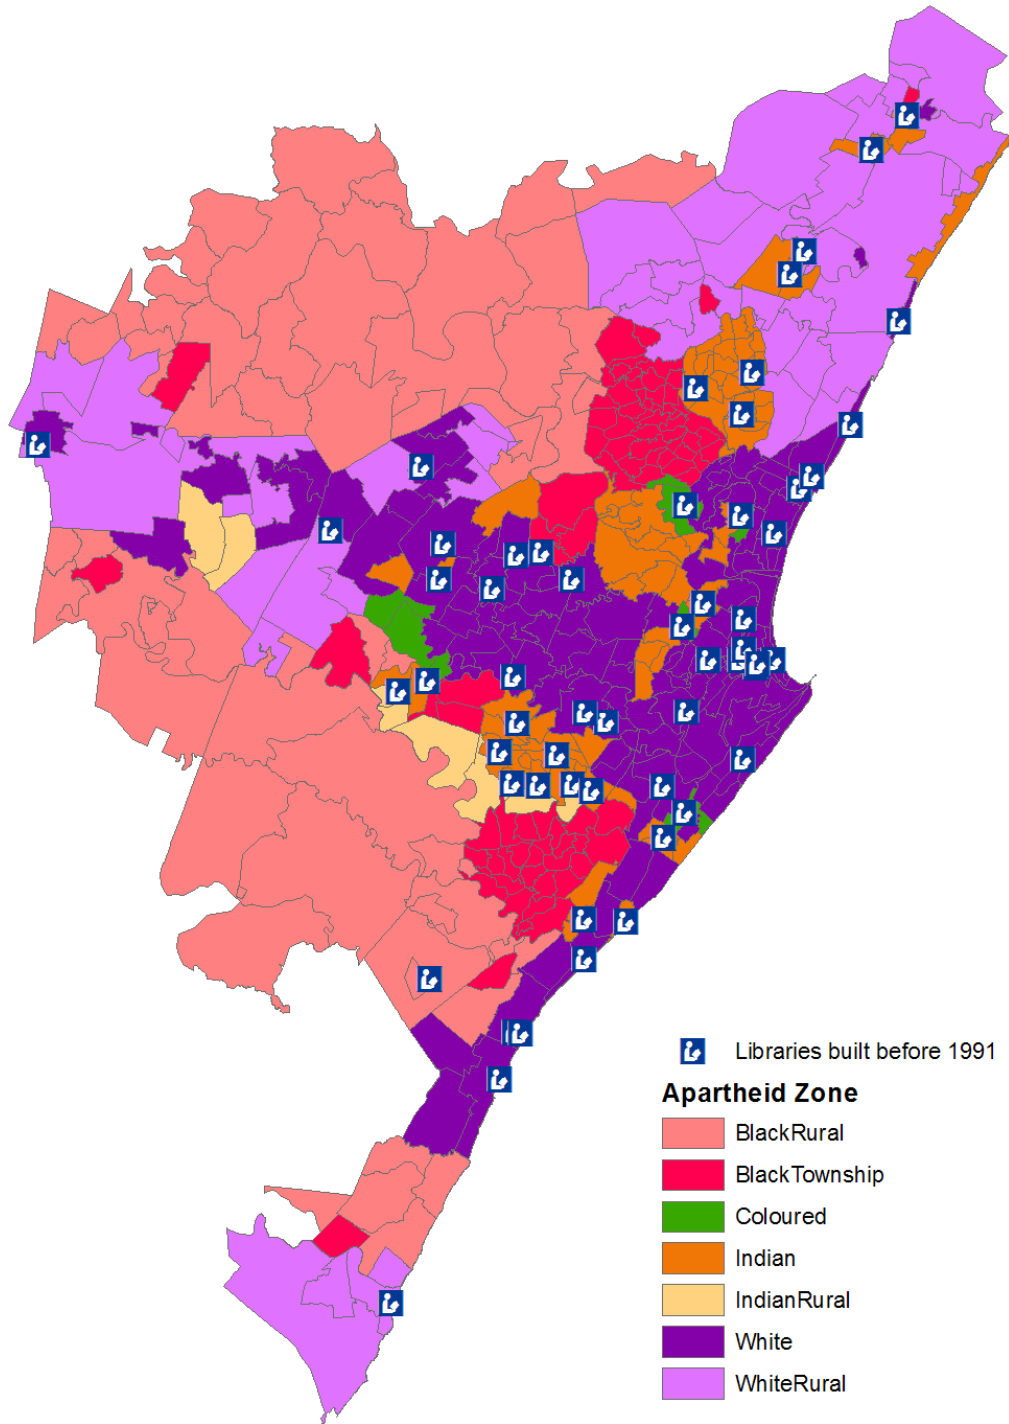 Libraries built before 1991
Apartheid Zone
BlackRural
BlackTownship
Coloured
Indian
IndianRural
White
WhiteRural